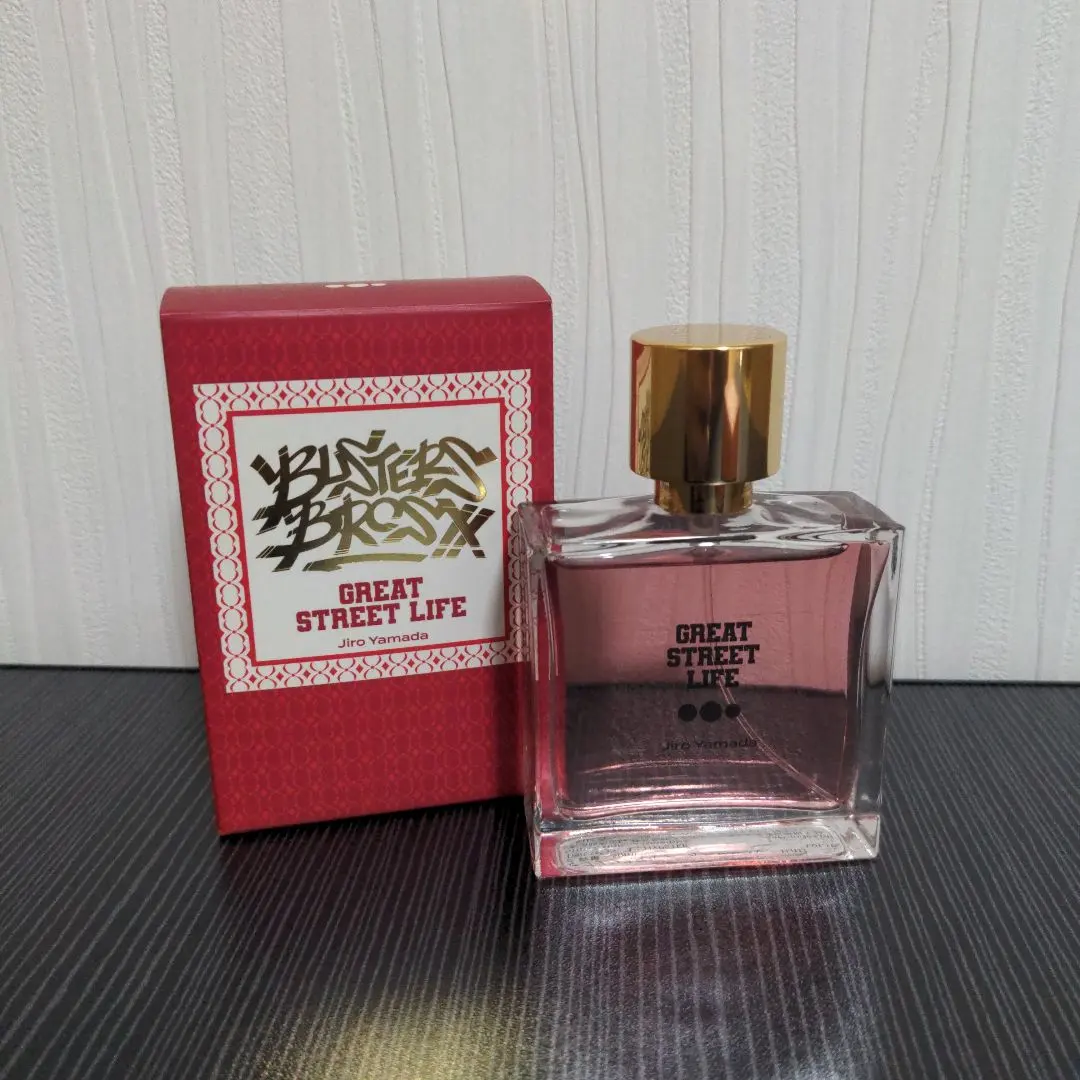 BUSTERS
BROS
GREAT
STREET LIFE
Jiro Yamada
GREAT
STREET
LIFE
Jiro Yamada